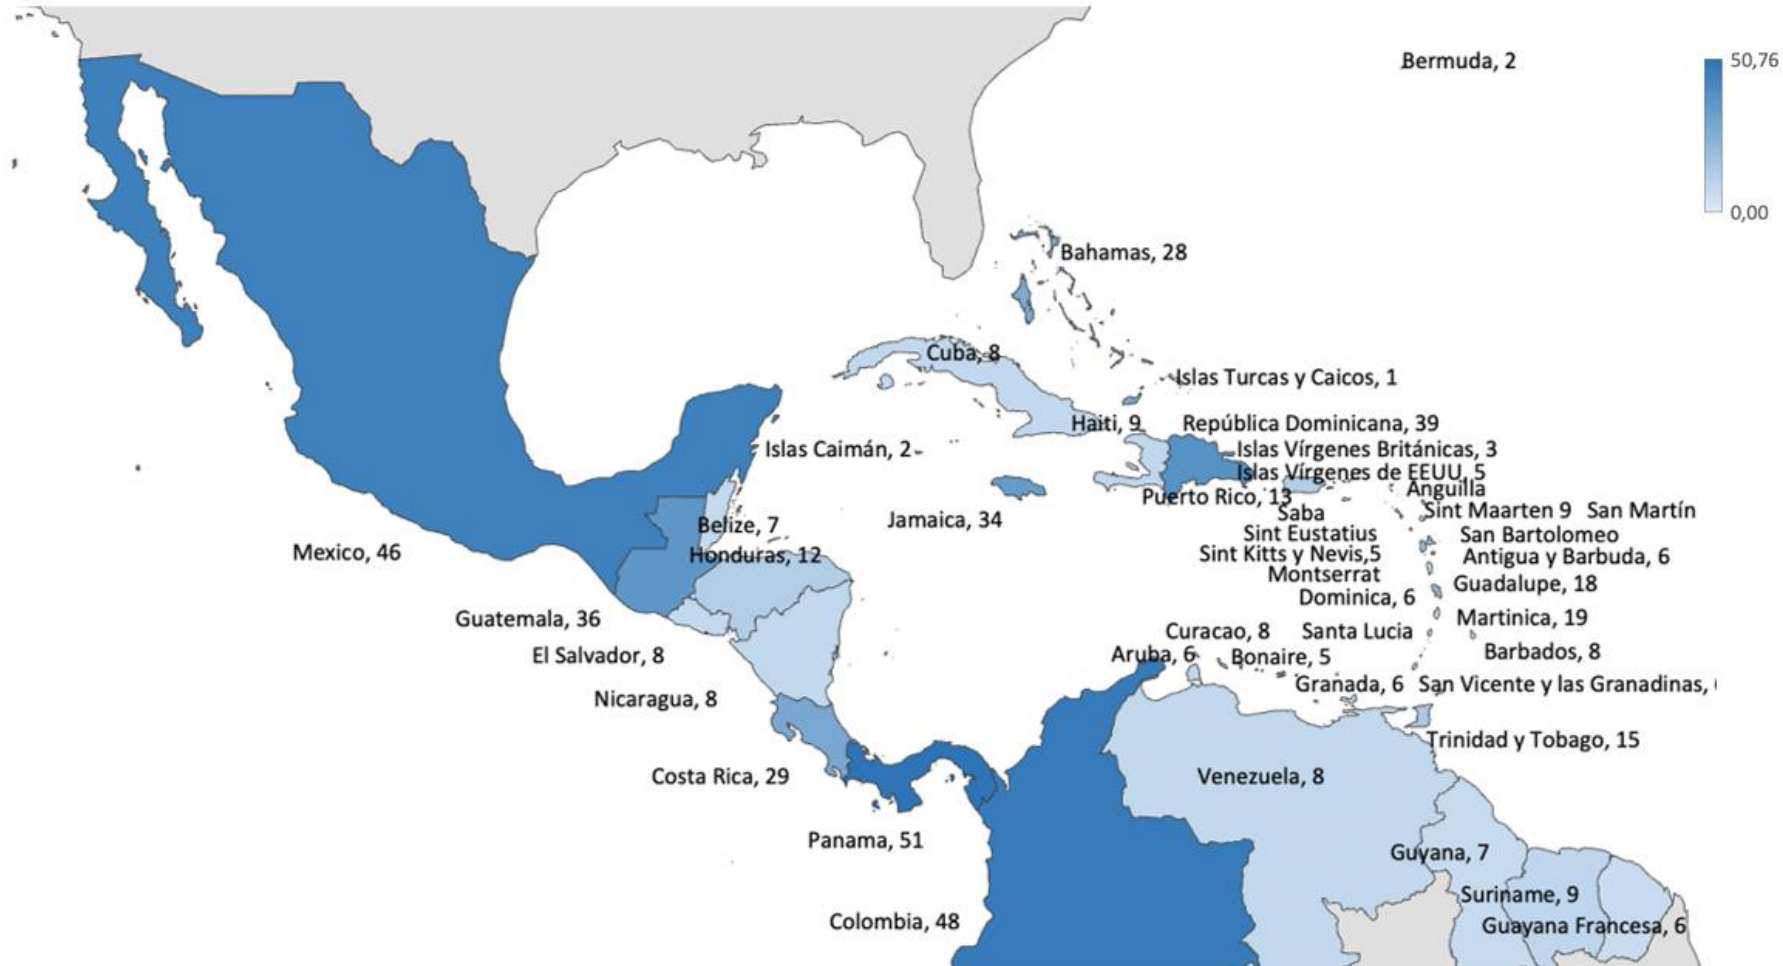 Bermuda, 2
50,76
0,00
Bahamas, 28
Cuba, 8
Islas Turcas y Caicos, 1
Haiti, 9
República Dominicana, 39
Islas Caimán, 2
Islas Vírgenes Británicas, 3
Islas Vírgenes de EEUU, 5
Anguilla
Puerto Rico, 13
Saba
Sint Maarten 9
San Martín
Jamaica, 34
Belize, 7
Sint Eustatius
San Bartolomeo
Mexico, 46
Honduras, 12
Sint Kitts y Nevis,5
Antigua y Barbuda, 6
Montserrat
Guadalupe, 18
Dominica, 6
Guatemala, 36
Martinica, 19
Curacao, 8
Santa Lucia
El Salvador, 8
Aruba, 6
Bonaire, 5
Barbados, 8
Nicaragua, 8
Granada, 6
San Vicente y las Granadinas,
Trinidad y Tobago, 15
Costa Rica, 29
Venezuela, 8
Panama, 51
Guyana, 7
Suriname, 9
Colombia, 48
Guayana Francesa, 6